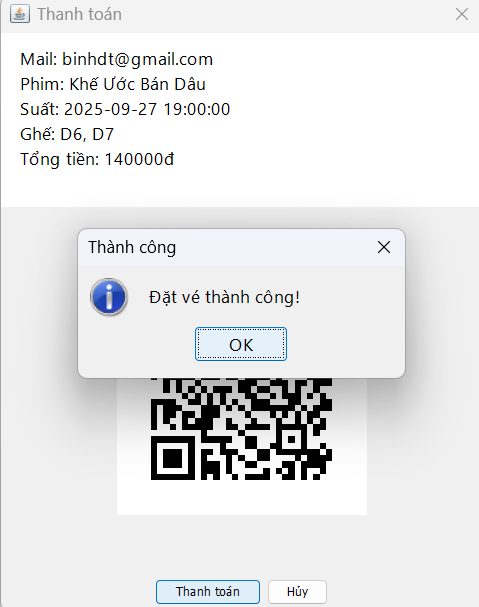 Thanh toán
Mail: binhdt@gmail.com
Phim: Khế Ước Bán Dâu
Suất: 2025-09-27 19:00:00
Ghế: D6, D7
Tổng tiền: 140000đ
Thành công
Đặt vé thành công!
OK
Thanh toán Hủy